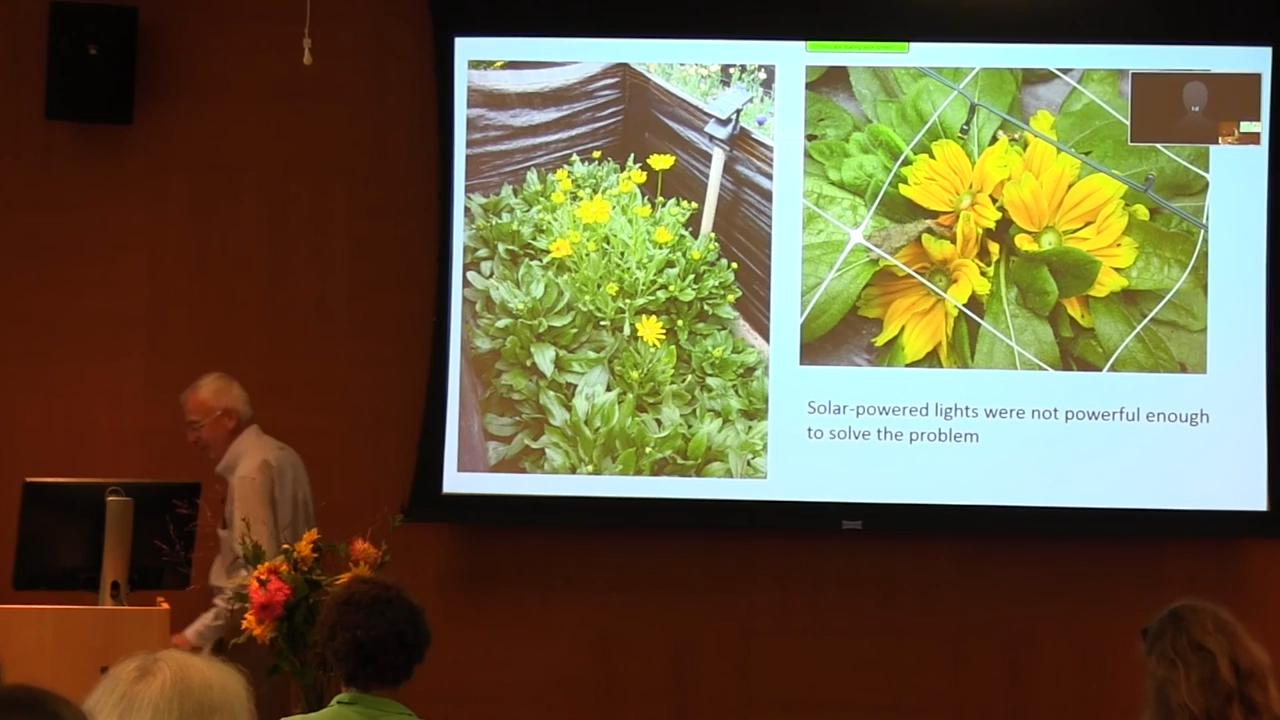 Solar-powered lights were not powerful enough
to solve the problem